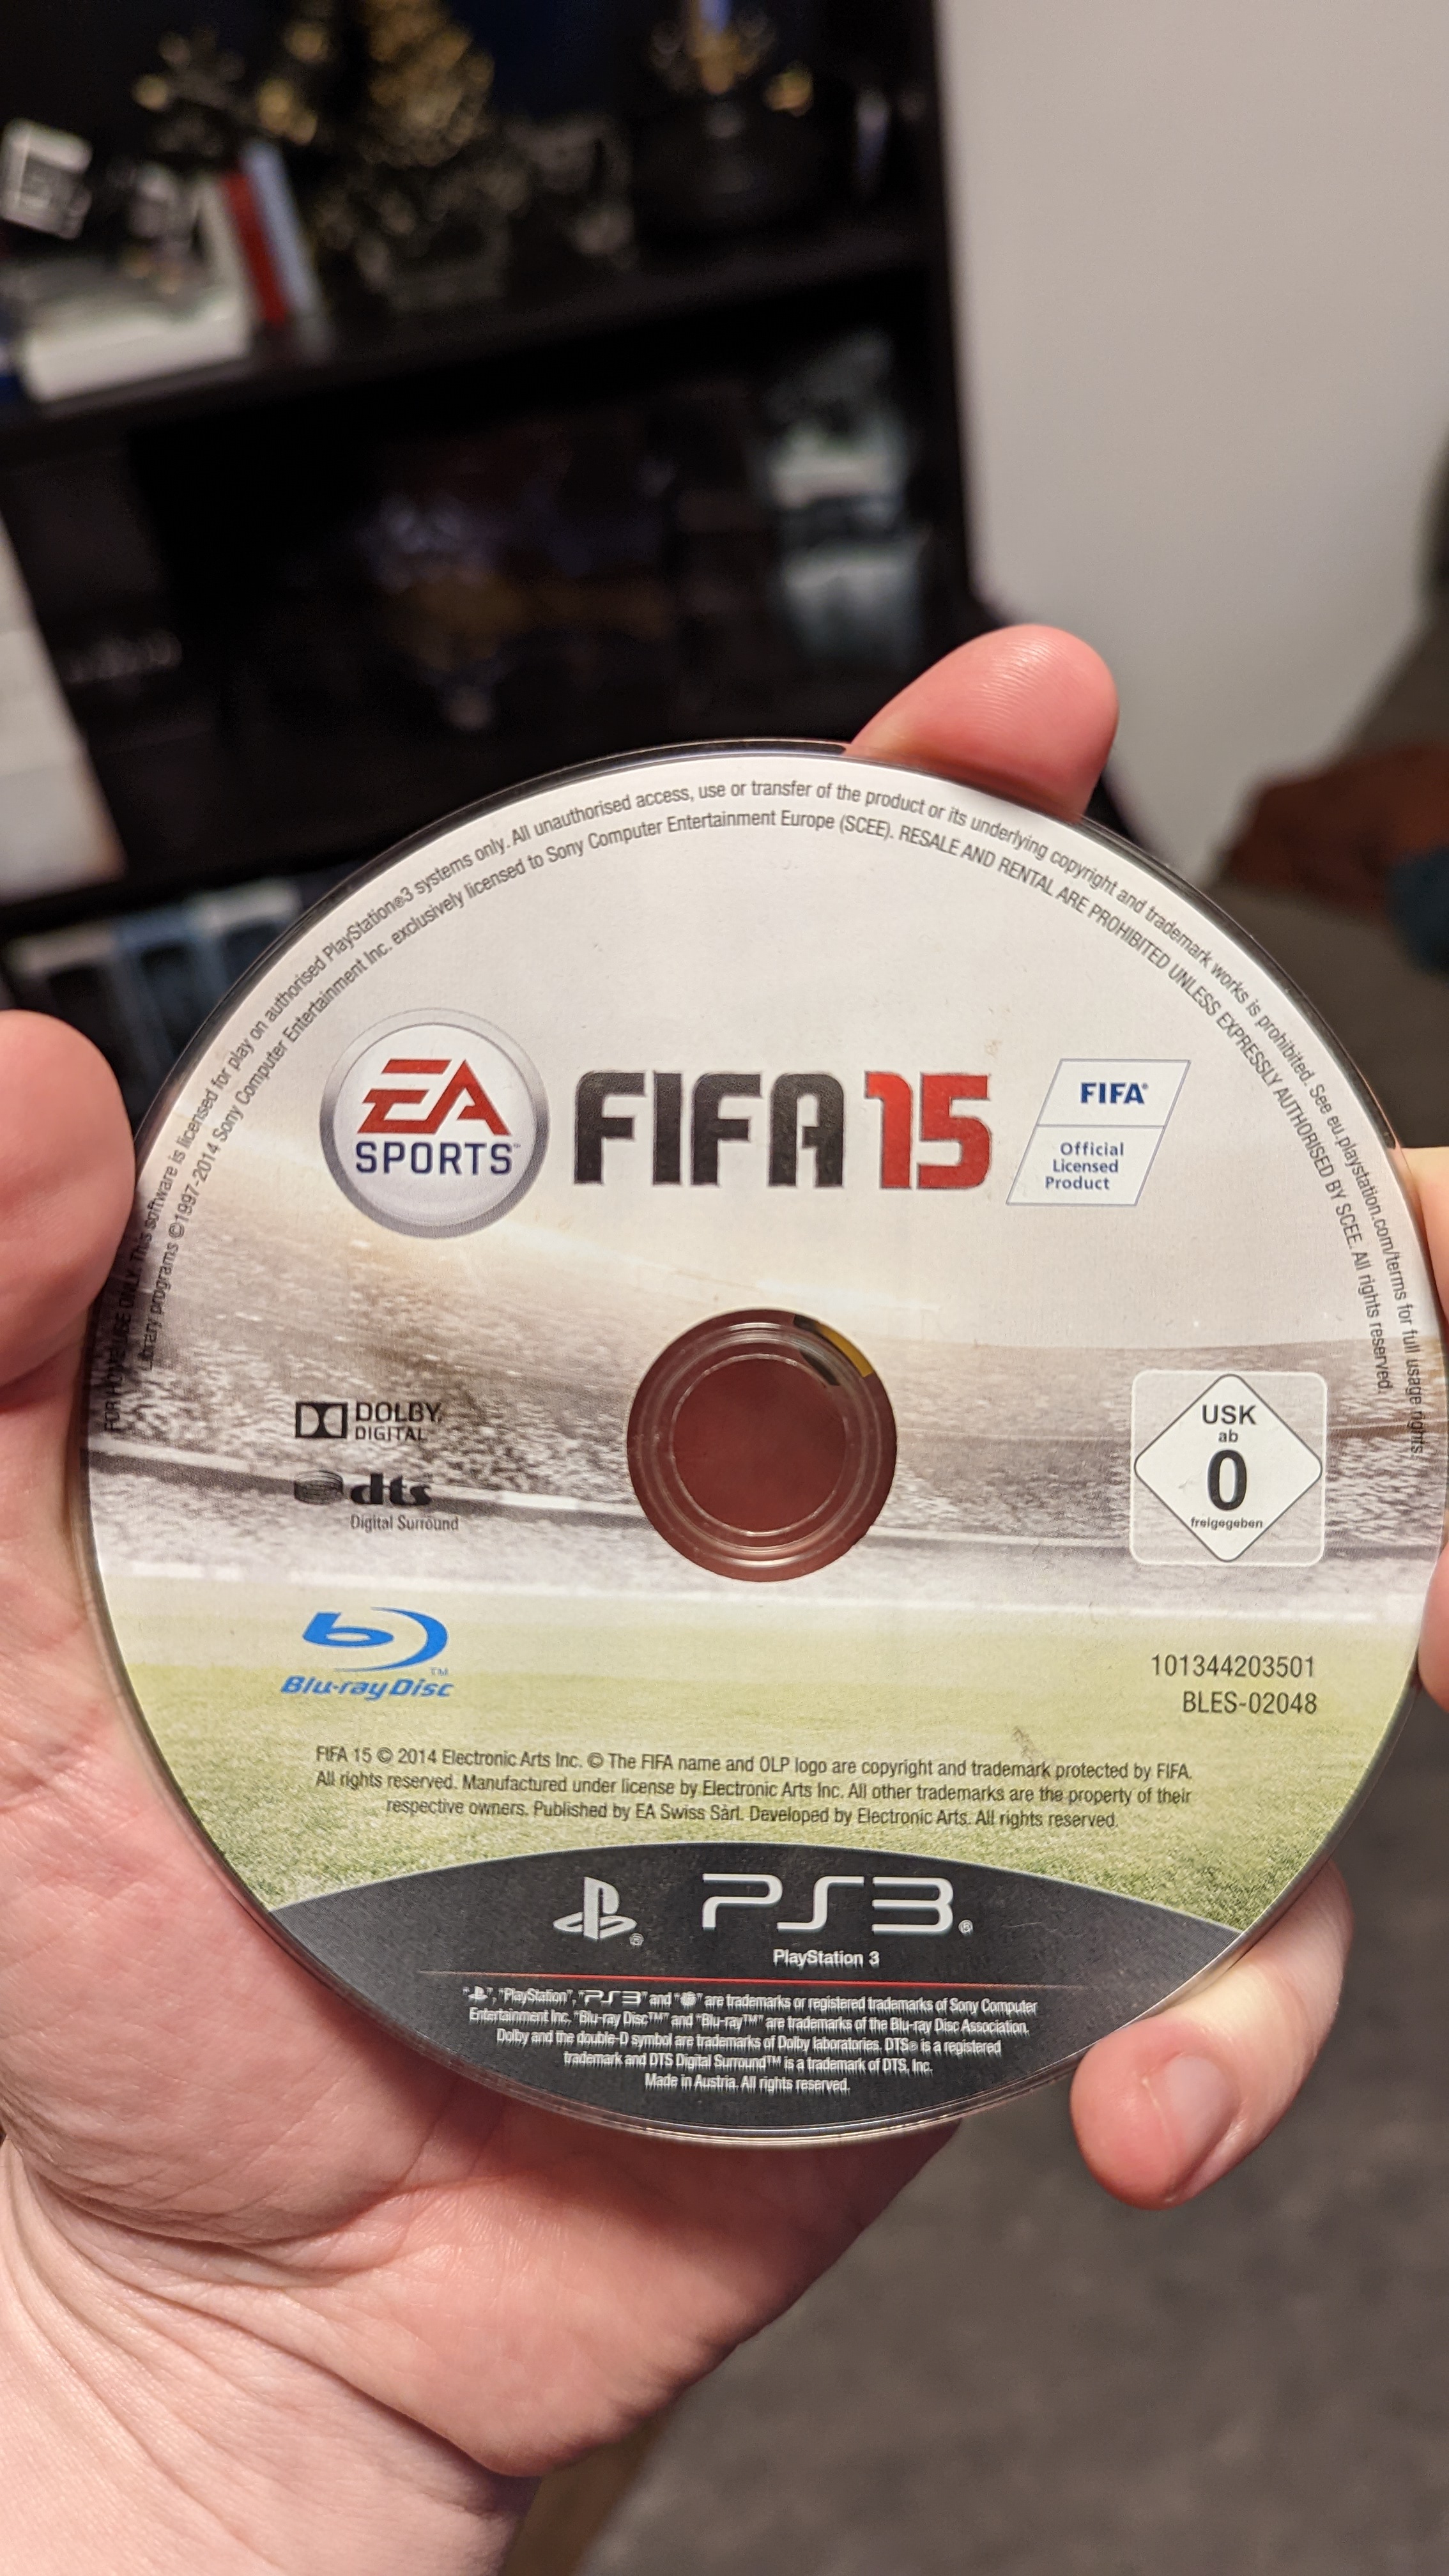 FOR HOME USE ONLY. This software is licensed for play on authorised PlayStation®3 systems only. All unauthorised access, use or transfer of the product or its underlying copyright and trademark works is prohibited. See eu.playstation.com/terms for full usage rights.
Library programs ©1997-2014 Sony Computer Entertainment Inc. exclusively licensed to Sony Computer Entertainment Europe (SCEE). RESALE AND RENTAL ARE PROHIBITED UNLESS EXPRESSLY AUTHORISED BY SCEE. All rights reserved.
EA
SPORTS™
FIFA 15
FIFA®
Official
Licensed
Product
DOLBY
DIGITAL
dts
Digital Surround
USK
ab
0
freigegeben
Blu-ray Disc™
101344203501
BLES-02048
FIFA 15 © 2014 Electronic Arts Inc. © The FIFA name and OLP logo are copyright and trademark protected by FIFA.
All rights reserved. Manufactured under license by Electronic Arts Inc. All other trademarks are the property of their
respective owners. Published by EA Swiss Sàrl. Developed by Electronic Arts. All rights reserved.
PS3®
PlayStation 3
"PlayStation", "PS3" and " " are trademarks or registered trademarks of Sony Computer
Entertainment Inc. "Blu-ray Disc™" and "Blu-ray™" are trademarks of the Blu-ray Disc Association.
Dolby and the double-D symbol are trademarks of Dolby laboratories. DTS® is a registered
trademark and DTS Digital Surround™ is a trademark of DTS, Inc.
Made in Austria. All rights reserved.